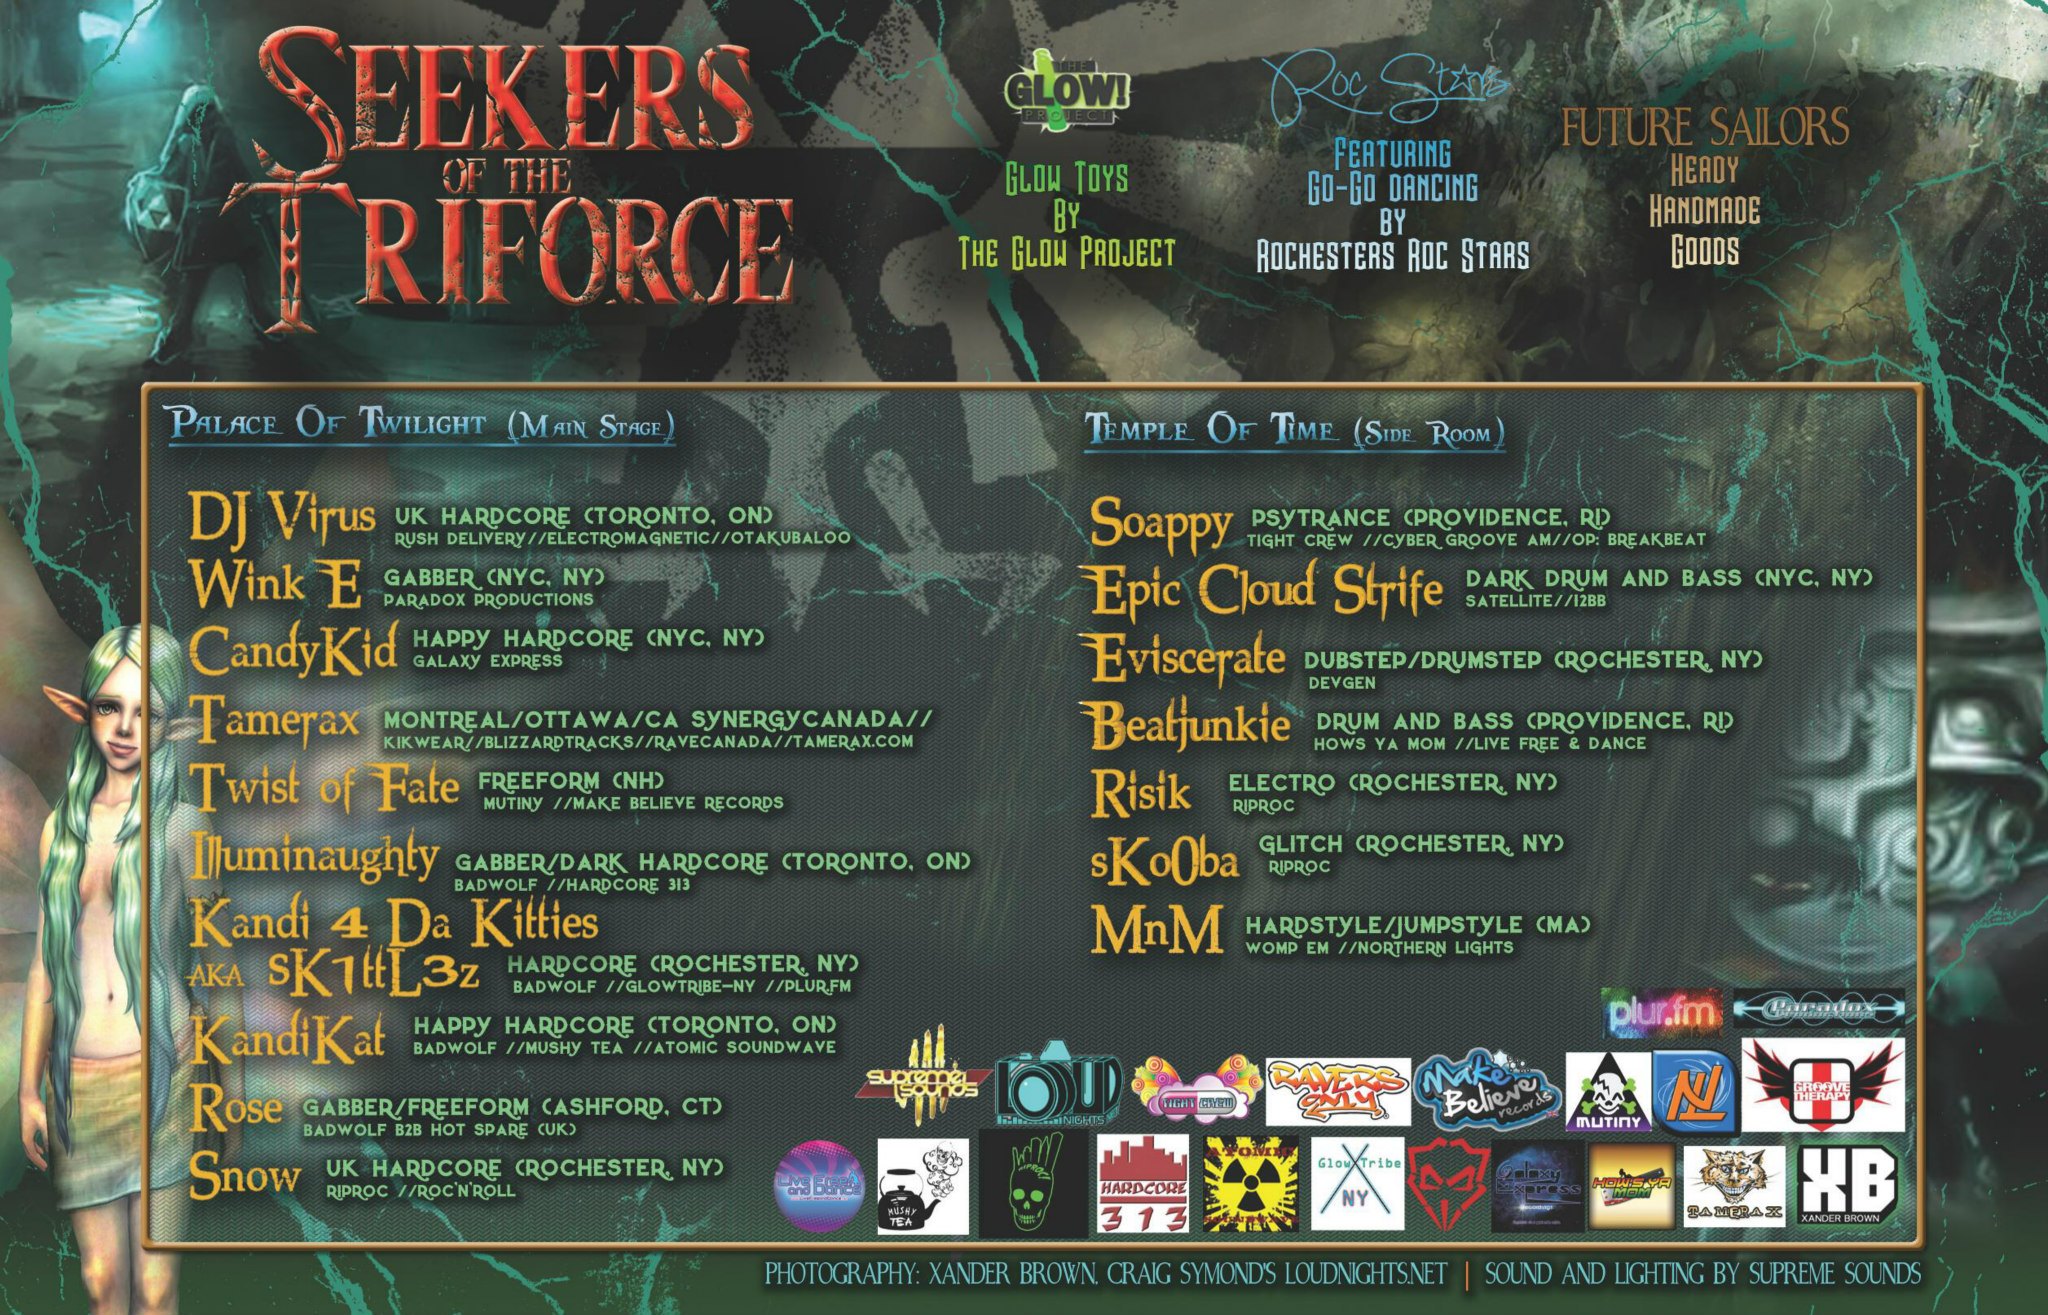 SEEKERS
OF THE
TRIFORCE
THE
GLOW!
PROJECT
Glow Toys
By
The Glow Project
Roc Stars
Featuring
Go-Go dancing
by
Rochesters Roc Stars
FUTURE SAILORS
Heady
Handmade
Goods
Palace Of Twilight (Main Stage)
DJ Virus UK HARDCORE (TORONTO, ON)
RUSH DELIVERY//ELECTROMAGNETIC//OTAKUBALOO
Wink E GABBER (NYC, NY)
PARADOX PRODUCTIONS
CandyKid HAPPY HARDCORE (NYC, NY)
GALAXY EXPRESS
Tamerax MONTREAL/OTTAWA/CA SYNERGYCANADA//
KIKWEAR//BLIZZARDTRACKS//RAVECANADA//TAMERAX.COM
Twist of Fate FREEFORM (NH)
MUTINY //MAKE BELIEVE RECORDS
Illuminaughty GABBER/DARK HARDCORE (TORONTO, ON)
BADWOLF //HARDCORE 313
Kandi 4 Da Kitties
AKA sK1ttL3z HARDCORE (ROCHESTER, NY)
BADWOLF //GLOWTRIBE-NY //PLUR.FM
KandiKat HAPPY HARDCORE (TORONTO, ON)
BADWOLF //MUSHY TEA //ATOMIC SOUNDWAVE
Rose GABBER/FREEFORM (ASHFORD, CT)
BADWOLF B2B HOT SPARE (UK)
Snow UK HARDCORE (ROCHESTER, NY)
RIPROC //ROC'N'ROLL
Temple Of Time (Side Room)
Soappy PSYTRANCE (PROVIDENCE, RI)
TIGHT CREW //CYBER GROOVE AM//OP: BREAKBEAT
Epic Cloud Strife DARK DRUM AND BASS (NYC, NY)
SATELLITE//12BB
Eviscerate DUBSTEP/DRUMSTEP (ROCHESTER, NY)
DEVGEN
Beatjunkie DRUM AND BASS (PROVIDENCE, RI)
HOWS YA MOM //LIVE FREE & DANCE
Risik ELECTRO (ROCHESTER, NY)
RIPROC
sKo0ba GLITCH (ROCHESTER, NY)
RIPROC
MnM HARDSTYLE/JUMPSTYLE (MA)
WOMP EM //NORTHERN LIGHTS
plur.fm
Paradox
PRODUCTIONS
supreme
sounds
LOUD
NIGHTS.NET
TIGHT CREW
RAVERS
ONLY
Make
Believe
records
MUTINY
NL
GROOVE
THERAPY
Live Free
and Dance
MUSHY
TEA
RIPROC
HARDCORE
313
ATOMIC
Glow Tribe
NY
Galaxy
Express
HOW'S YA
MOM
TAMERAX
XB
XANDER BROWN
PHOTOGRAPHY: XANDER BROWN, CRAIG SYMOND'S LOUDNIGHTS.NET | SOUND AND LIGHTING BY SUPREME SOUNDS